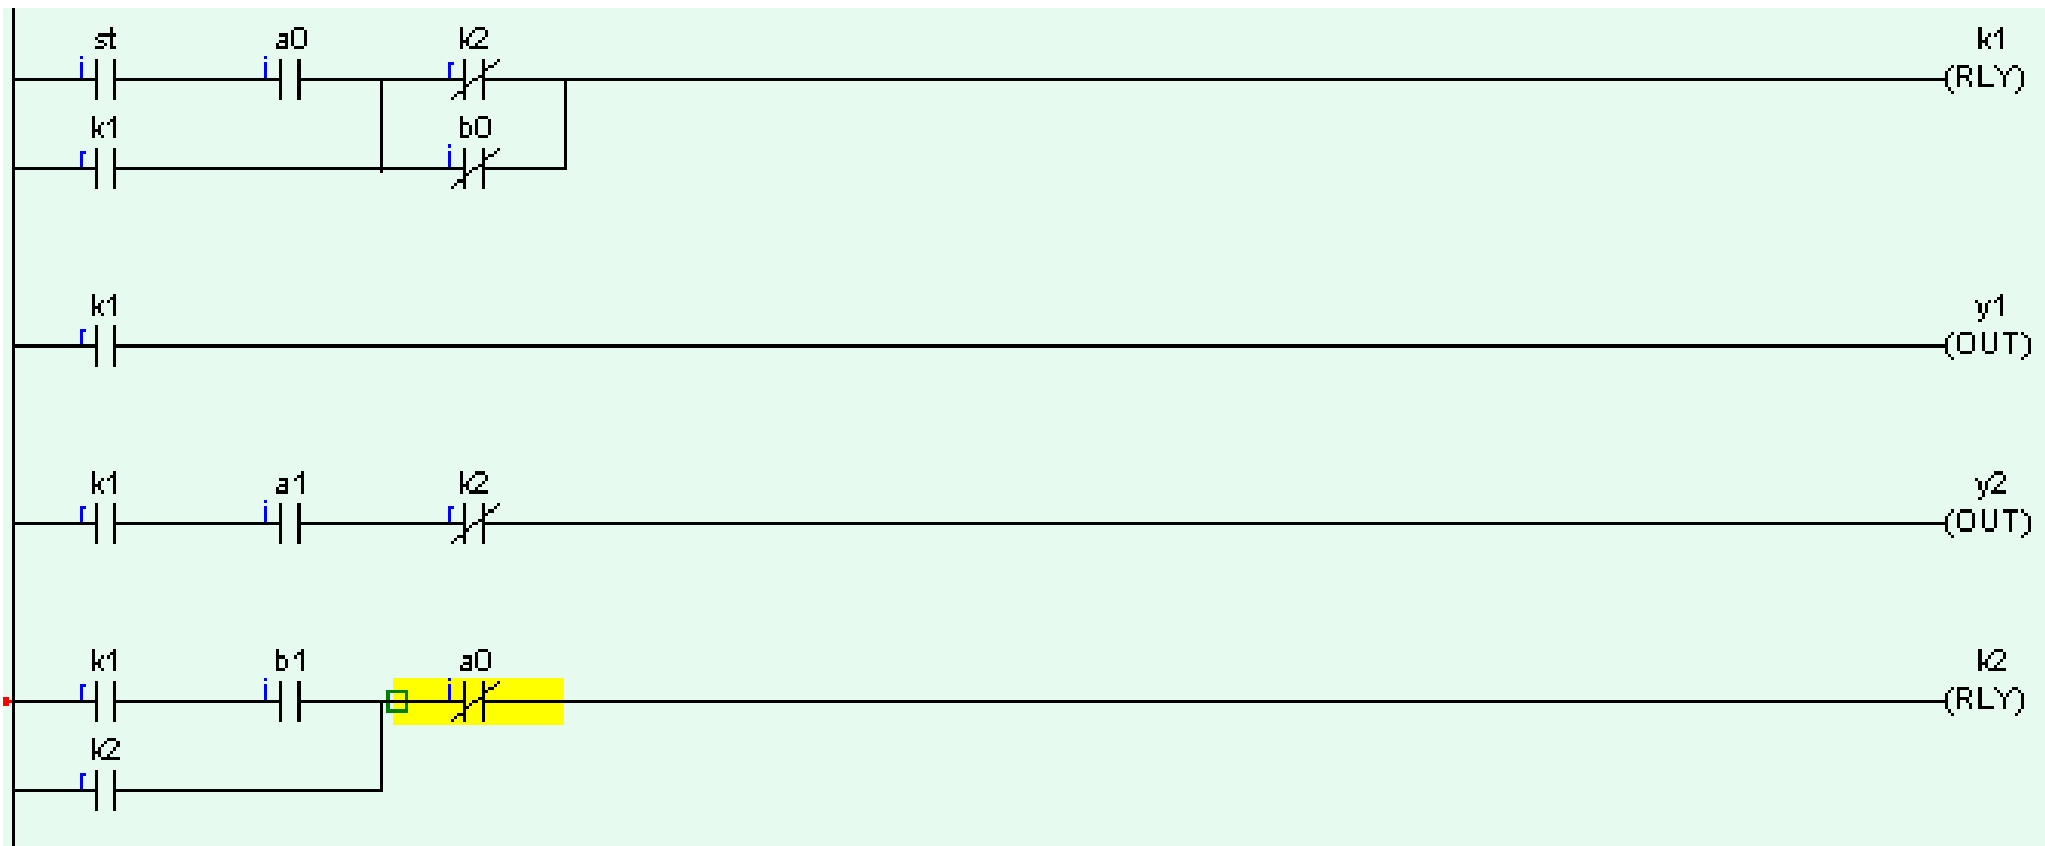 st a0 k2 k1
i i r (RLY)
k1 b0
r i
k1 y1
r (OUT)
k1 a1 k2 y2
r i r (OUT)
k1 b1 a0 k2
r i i (RLY)
k2
r